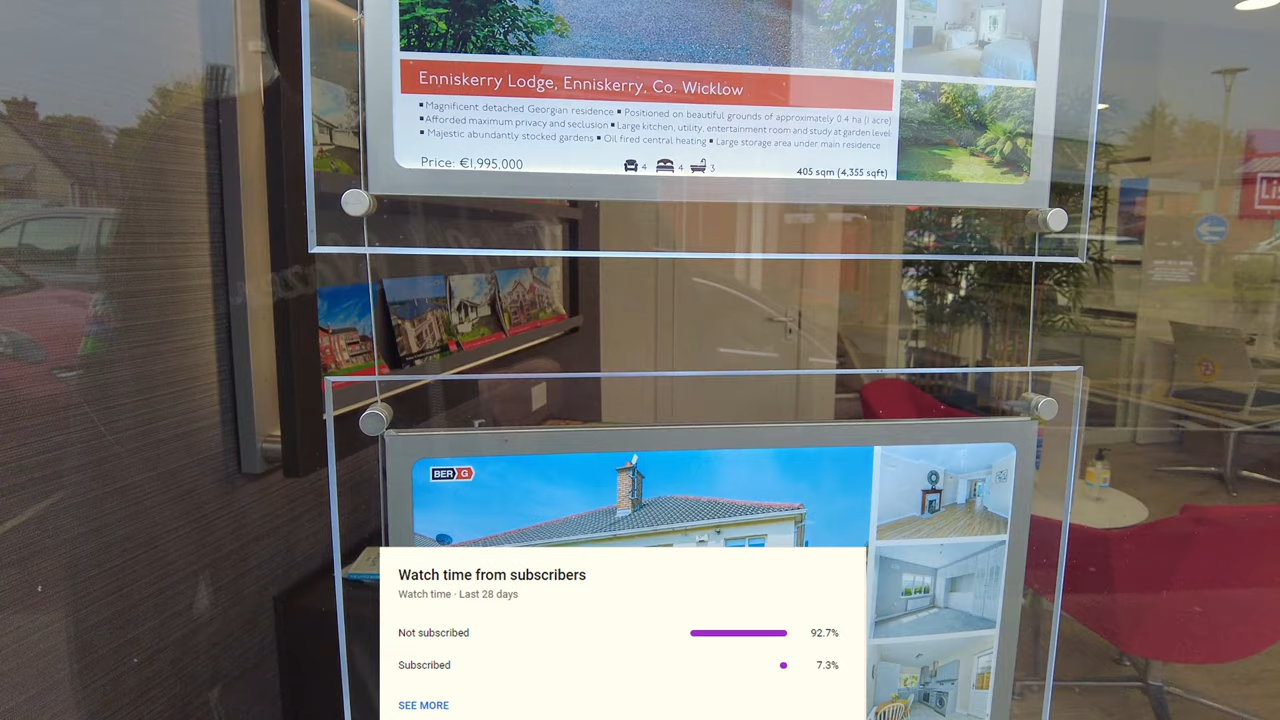 Enniskerry Lodge, Enniskerry, Co. Wicklow
▪ Magnificent detached Georgian residence ▪ Positioned on beautiful grounds of approximately 0.4 ha (1 acre)
▪ Afforded maximum privacy and seclusion ▪ Large kitchen, utility, entertainment room and study at garden level
▪ Majestic abundantly stocked gardens ▪ Oil fired central heating ▪ Large storage area under main residence
Price: €1,995,000 4 4 3 405 sqm (4,355 sqft)
Li
BER G
Watch time from subscribers
Watch time · Last 28 days
Not subscribed 92.7%
Subscribed 7.3%
SEE MORE